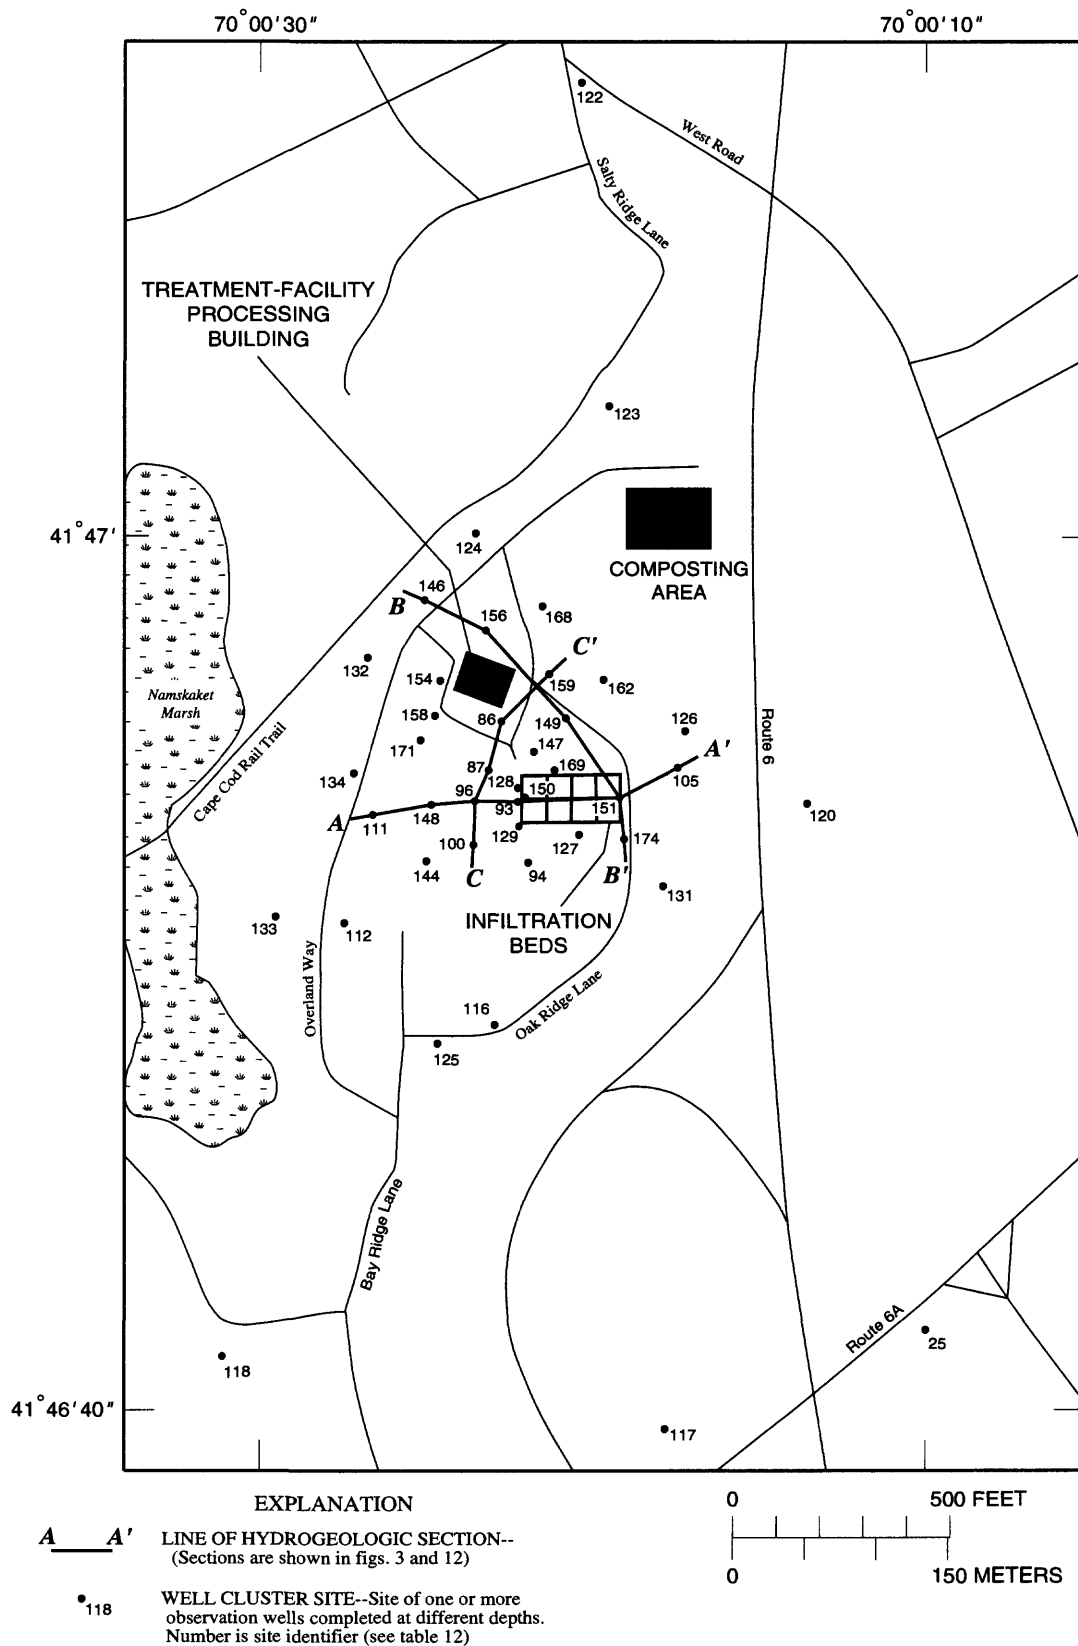 70°00'30" 70°00'10"
122
West Road
Salty Ridge Lane
TREATMENT-FACILITY
PROCESSING
BUILDING
123
41°47'
124
COMPOSTING
AREA
146
B
156
168
C'
132
154
159
162
Namskaket
Marsh
158
86
149
126
Route 6
171
147
A'
Cape Cod Rail Trail
134
87
128
169
105
96
150
A
111
148
93
151
120
100
129
127
174
144
C
94
B'
131
INFILTRATION
BEDS
133
112
Overland Way
116
Oak Ridge Lane
125
Bay Ridge Lane
Route 6A
25
118
41°46'40"
117
EXPLANATION
A A' LINE OF HYDROGEOLOGIC SECTION--
(Sections are shown in figs. 3 and 12)
118 WELL CLUSTER SITE--Site of one or more
observation wells completed at different depths.
Number is site identifier (see table 12)
0 500 FEET
0 150 METERS